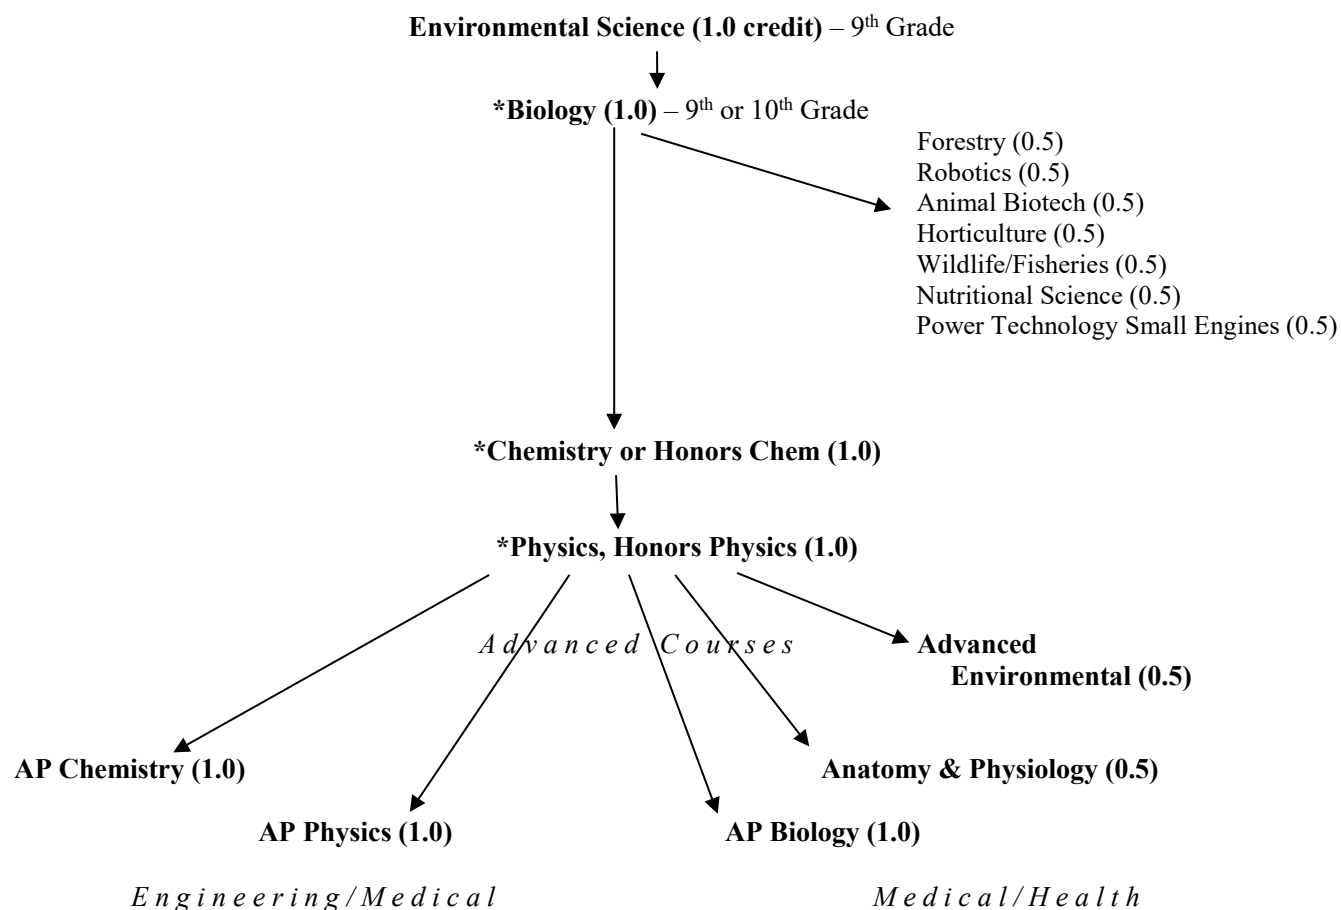 Environmental Science (1.0 credit) – 9th Grade
*Biology (1.0) – 9th or 10th Grade
Forestry (0.5)
Robotics (0.5)
Animal Biotech (0.5)
Horticulture (0.5)
Wildlife/Fisheries (0.5)
Nutritional Science (0.5)
Power Technology Small Engines (0.5)
*Chemistry or Honors Chem (1.0)
*Physics, Honors Physics (1.0)
Advanced Courses
Advanced
Environmental (0.5)
AP Chemistry (1.0)
Anatomy & Physiology (0.5)
AP Physics (1.0)
AP Biology (1.0)
Engineering/Medical
Medical/Health